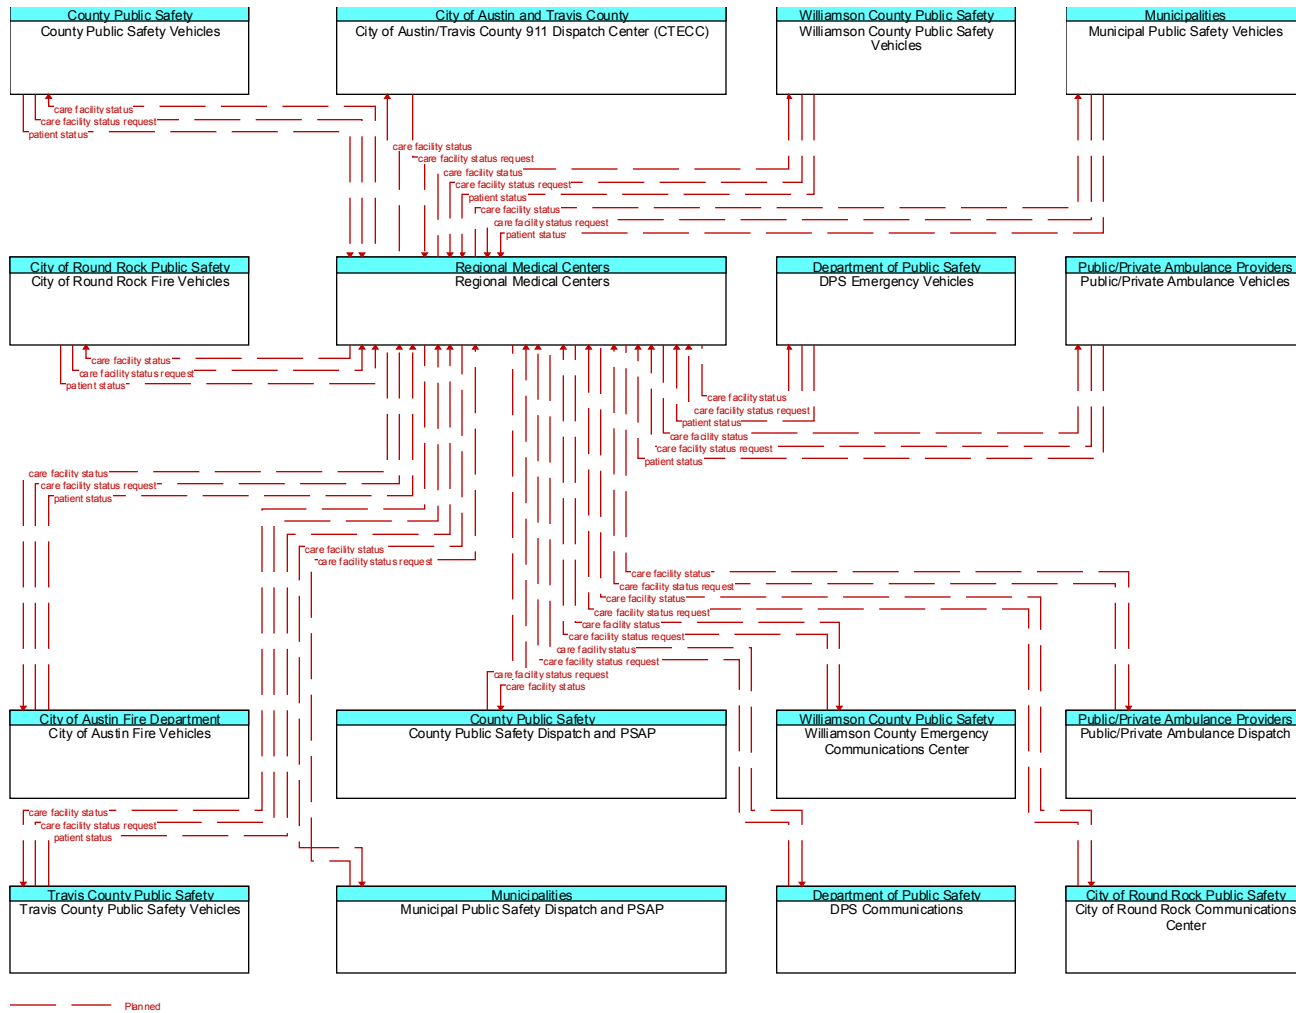 County Public Safety
County Public Safety Vehicles
City of Austin and Travis County
City of Austin/Travis County 911 Dispatch Center (CTECC)
Williamson County Public Safety
Williamson County Public Safety
Vehicles
Municipalities
Municipal Public Safety Vehicles
care facility status
care facility status request
patient status
care facility status
care facility status request
care facility status
care facility status request
patient status
care facility status
care facility status request
patient status
City of Round Rock Public Safety
City of Round Rock Fire Vehicles
Regional Medical Centers
Regional Medical Centers
Department of Public Safety
DPS Emergency Vehicles
Public/Private Ambulance Providers
Public/Private Ambulance Vehicles
care facility status
care facility status request
patient status
care facility status
care facility status request
patient status
care facility status
care facility status request
patient status
care facility status
care facility status request
patient status
care facility status
care facility status request
care facility status
care facility status request
care facility status
care facility status request
care facility status
care facility status request
care facility status
care facility status request
care facility status request
care facility status
City of Austin Fire Department
City of Austin Fire Vehicles
County Public Safety
County Public Safety Dispatch and PSAP
Williamson County Public Safety
Williamson County Emergency
Communications Center
Public/Private Ambulance Providers
Public/Private Ambulance Dispatch
care facility status
care facility status request
patient status
Travis County Public Safety
Travis County Public Safety Vehicles
Municipalities
Municipal Public Safety Dispatch and PSAP
Department of Public Safety
DPS Communications
City of Round Rock Public Safety
City of Round Rock Communications
Center
Planned